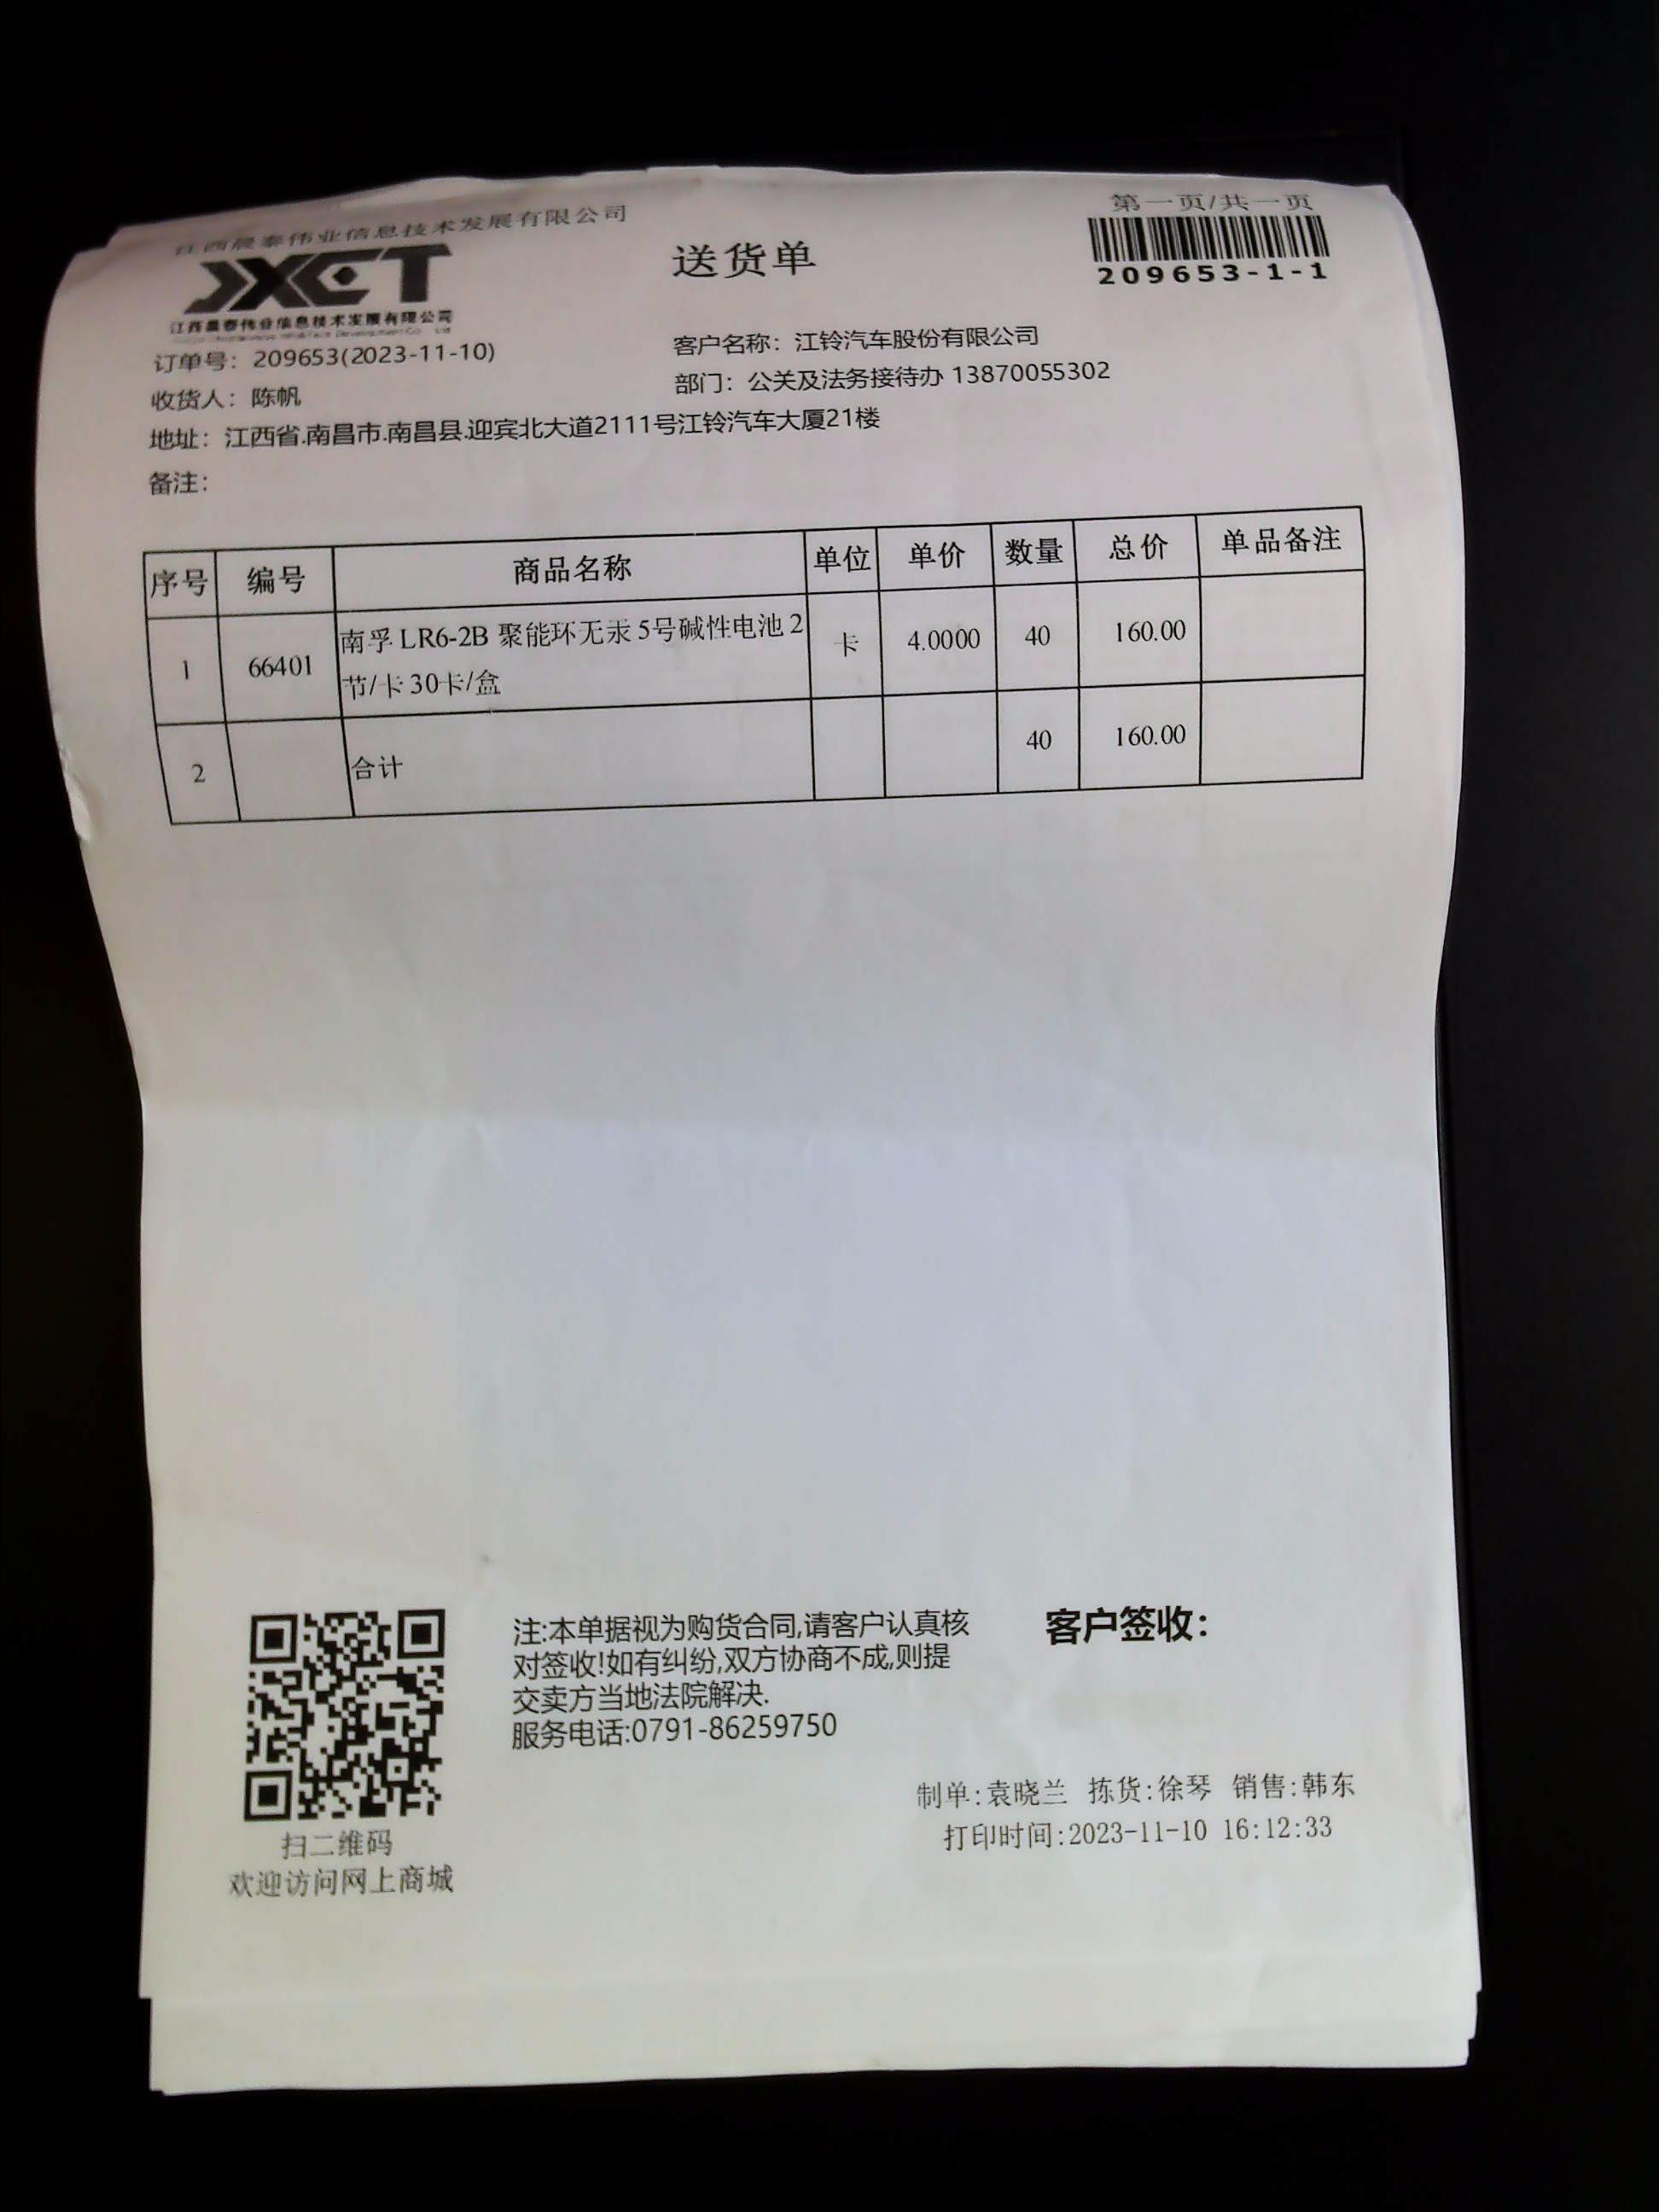 江西晨泰伟业信息技术发展有限公司
第一页/共一页
JXCT
江西晨泰伟业信息技术发展有限公司
送货单
209653-1-1
订单号：209653(2023-11-10)
客户名称：江铃汽车股份有限公司
收货人：陈帆
部门：公关及法务接待办 13870055302
地址：江西省.南昌市.南昌县.迎宾北大道2111号江铃汽车大厦21楼
备注：
序号 编号 商品名称 单位 单价 数量 总价 单品备注
1 66401 南孚 LR6-2B 聚能环无汞 5号碱性电池 2 卡 4.0000 40 160.00
节/卡 30卡/盒
2 合计 40 160.00
注:本单据视为购货合同,请客户认真核
对签收!如有纠纷,双方协商不成,则提
交卖方当地法院解决.
服务电话:0791-86259750
客户签收：
制单:袁晓兰 拣货:徐琴 销售:韩东
打印时间:2023-11-10 16:12:33
扫二维码
欢迎访问网上商城